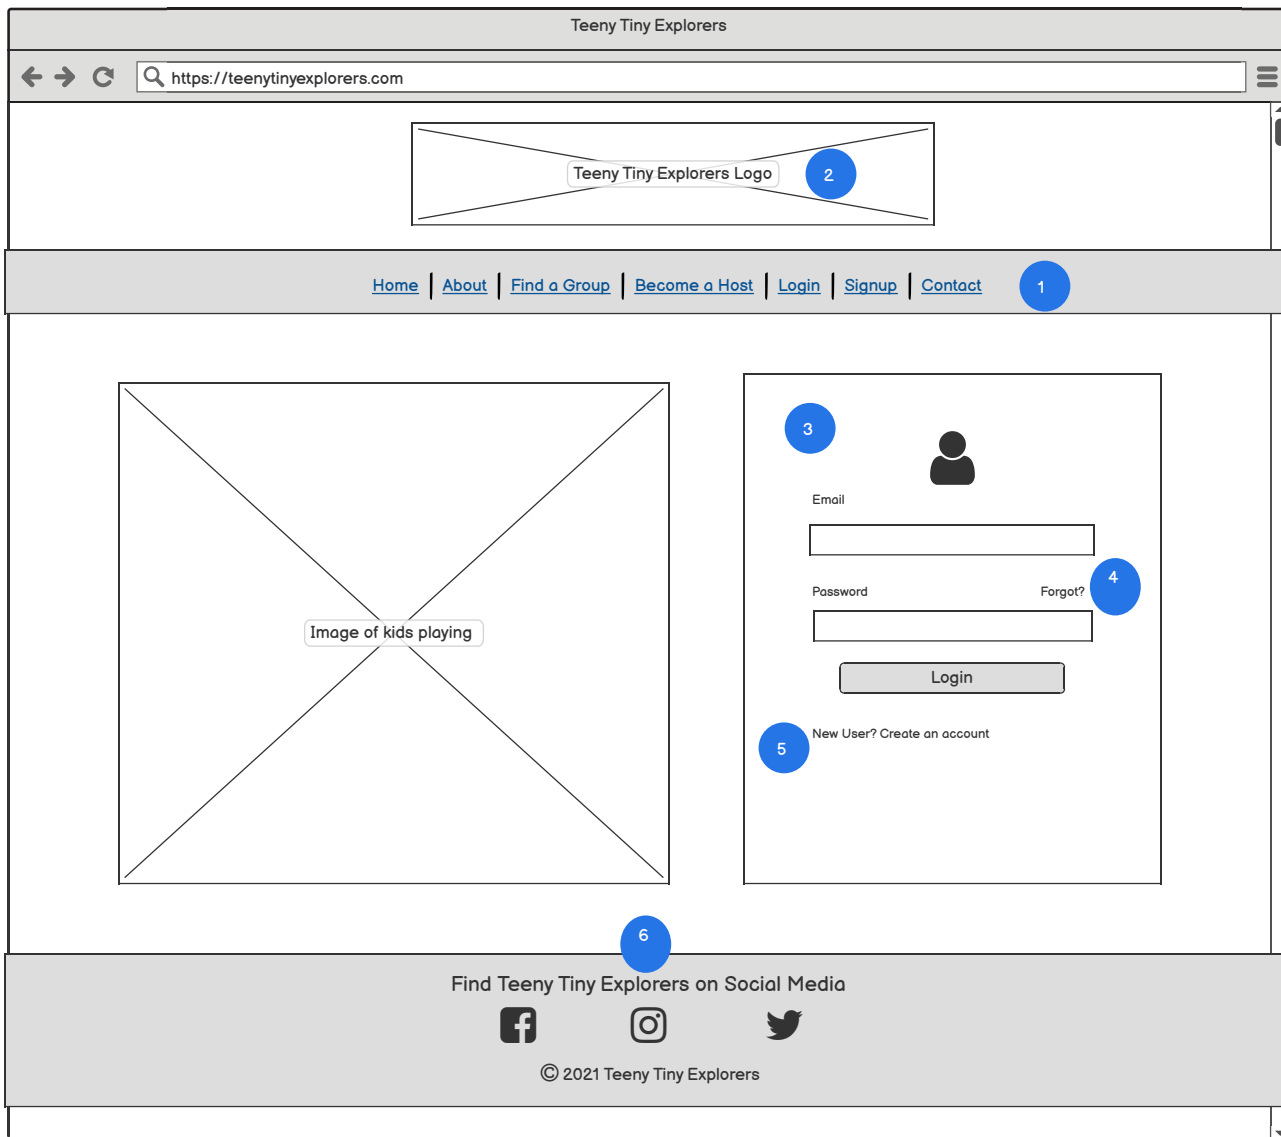 Teeny Tiny Explorers
https://teenytinyexplorers.com
Teeny Tiny Explorers Logo
2
Home About Find a Group Become a Host Login Signup Contact
1
3
Email
Password Forgot?
4
Login
New User? Create an account
5
Image of kids playing
6
Find Teeny Tiny Explorers on Social Media
© 2021 Teeny Tiny Explorers